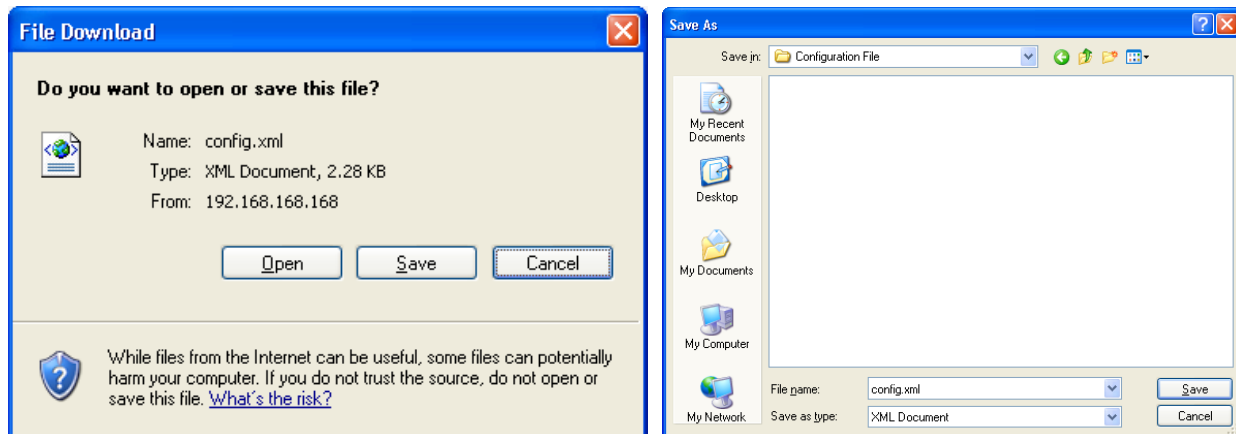 File Download
Do you want to open or save this file?
Name: config.xml
Type: XML Document, 2.28 KB
From: 192.168.168.168
Open Save Cancel
While files from the Internet can be useful, some files can potentially
harm your computer. If you do not trust the source, do not open or
save this file. What's the risk?
Save As
Save in: Configuration File
My Recent
Documents
Desktop
My Documents
My Computer
My Network
File name: config.xml Save
Save as type: XML Document Cancel